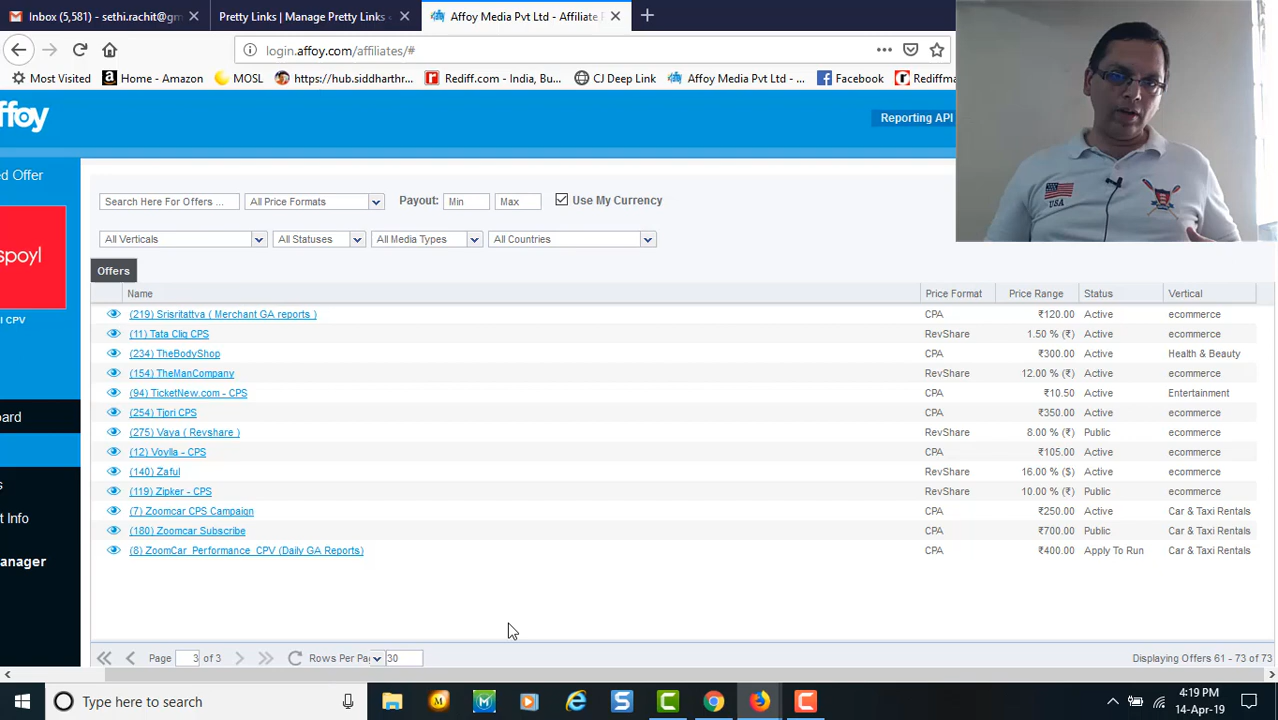 Inbox (5,581) - sethi.rachit@gm
Pretty Links | Manage Pretty Links
Affoy Media Pvt Ltd - Affiliate
login.affoy.com/affiliates/#
Most Visited
Home - Amazon
MOSL
https://hub.siddharthr...
Rediff.com - India, Bu...
CJ Deep Link
Affoy Media Pvt Ltd - ...
Facebook
Rediffma
ffoy
Reporting API
ed Offer
spoyl
I CPV
ard
s
t Info
anager
Search Here For Offers ...
All Price Formats
Payout:
Min
Max
Use My Currency
All Verticals
All Statuses
All Media Types
All Countries
Offers
Name Price Format Price Range Status Vertical
(219) Srisritattva ( Merchant GA reports ) CPA ₹120.00 Active ecommerce
(11) Tata Cliq CPS RevShare 1.50 % (₹) Active ecommerce
(234) TheBodyShop CPA ₹300.00 Active Health & Beauty
(154) TheManCompany RevShare 12.00 % (₹) Active ecommerce
(94) TicketNew.com - CPS CPA ₹10.50 Active Entertainment
(254) Tjori CPS CPA ₹350.00 Active ecommerce
(275) Vaya ( Revshare ) RevShare 8.00 % (₹) Public ecommerce
(12) Voylla - CPS CPA ₹105.00 Active ecommerce
(140) Zaful RevShare 16.00 % ($) Active ecommerce
(119) Zipker - CPS RevShare 10.00 % (₹) Public ecommerce
(7) Zoomcar CPS Campaign CPA ₹250.00 Active Car & Taxi Rentals
(180) Zoomcar Subscribe CPA ₹700.00 Public Car & Taxi Rentals
(8) ZoomCar_Performance_CPV (Daily GA Reports) CPA ₹400.00 Apply To Run Car & Taxi Rentals
Page 3 of 3 Rows Per Pag 30 Displaying Offers 61 - 73 of 73
USA
Type here to search
4:19 PM
14-Apr-19